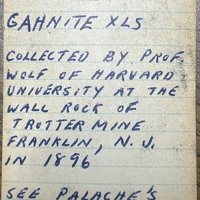 GAHNITE XLS
COLLECTED BY PROF.
WOLF OF HARVARD
UNIVERSITY AT THE
WALL ROCK OF
TROTTER MINE
FRANKLIN, N. J.
IN 1896
SEE PALACHE'S